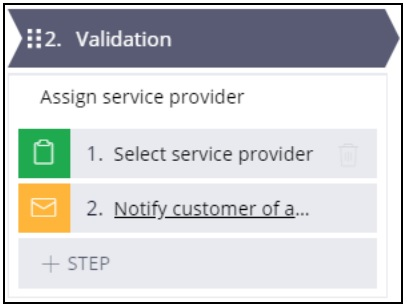 2. Validation
Assign service provider
1. Select service provider
2. Notify customer of a...
+ STEP